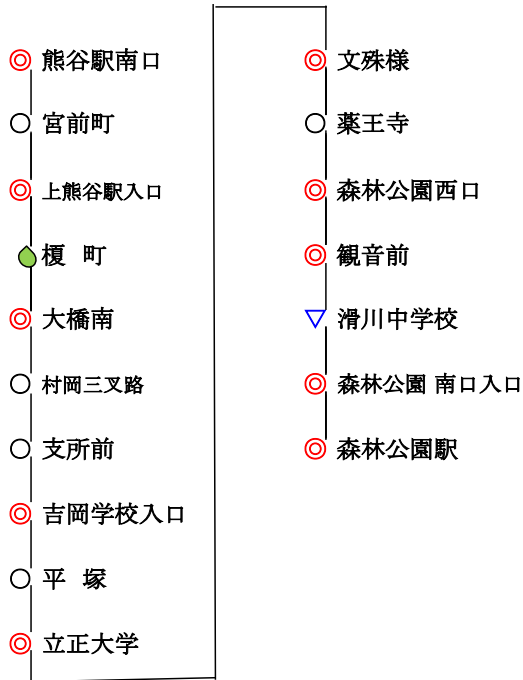 熊谷駅南口
宮前町
上熊谷駅入口
榎 町
大橋南
村岡三叉路
支所前
吉岡学校入口
平 塚
立正大学
文殊様
薬王寺
森林公園西口
観音前
滑川中学校
森林公園 南口入口
森林公園駅